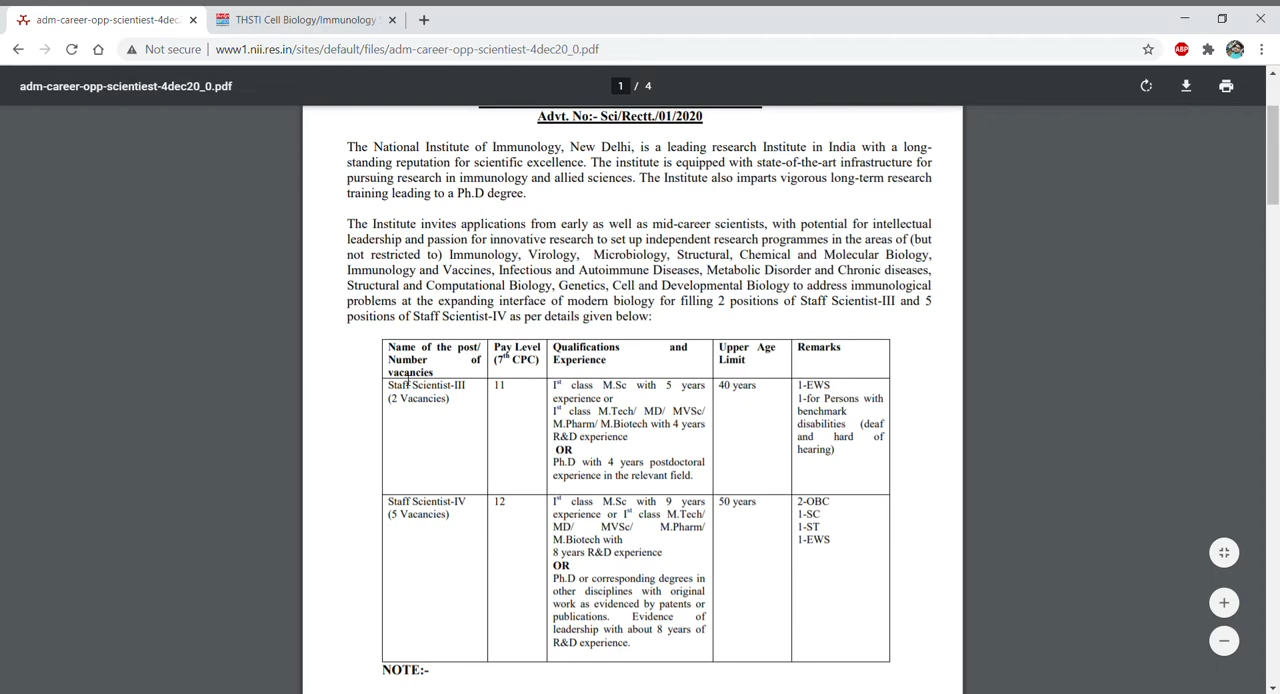 adm-career-opp-scientiest-4dec
THSTI Cell Biology/Immunology
Not secure
www1.nii.res.in/sites/default/files/adm-career-opp-scientiest-4dec20_0.pdf
ABP
adm-career-opp-scientiest-4dec20_0.pdf
1 / 4
Advt. No:- Sci/Rectt./01/2020
The National Institute of Immunology, New Delhi, is a leading research Institute in India with a long-
standing reputation for scientific excellence. The institute is equipped with state-of-the-art infrastructure for
pursuing research in immunology and allied sciences. The Institute also imparts vigorous long-term research
training leading to a Ph.D degree.
The Institute invites applications from early as well as mid-career scientists, with potential for intellectual
leadership and passion for innovative research to set up independent research programmes in the areas of (but
not restricted to) Immunology, Virology, Microbiology, Structural, Chemical and Molecular Biology,
Immunology and Vaccines, Infectious and Autoimmune Diseases, Metabolic Disorder and Chronic diseases,
Structural and Computational Biology, Genetics, Cell and Developmental Biology to address immunological
problems at the expanding interface of modern biology for filling 2 positions of Staff Scientist-III and 5
positions of Staff Scientist-IV as per details given below:
Name of the post/
Number of
vacancies
Pay Level
(7th CPC)
Qualifications and
Experience
Upper Age
Limit
Remarks
Staff Scientist-III
(2 Vacancies)
11
Ist class M.Sc with 5 years
experience or
Ist class M.Tech/ MD/ MVSc/
M.Pharm/ M.Biotech with 4 years
R&D experience
OR
Ph.D with 4 years postdoctoral
experience in the relevant field.
40 years
1-EWS
1-for Persons with
benchmark
disabilities (deaf
and hard of
hearing)
Staff Scientist-IV
(5 Vacancies)
12
Ist class M.Sc with 9 years
experience or Ist class M.Tech/
MD/ MVSc/ M.Pharm/
M.Biotech with
8 years R&D experience
OR
Ph.D or corresponding degrees in
other disciplines with original
work as evidenced by patents or
publications. Evidence of
leadership with about 8 years of
R&D experience.
50 years
2-OBC
1-SC
1-ST
1-EWS
NOTE:-